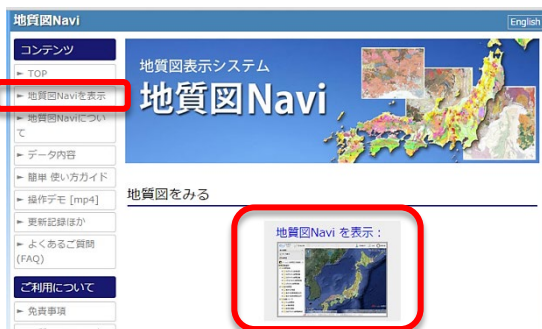 地質図Navi
English
コンテンツ
► TOP
► 地質図Naviを表示
► 地質図Naviについ
て
► データ内容
► 簡単 使い方ガイド
► 操作デモ [mp4]
► 更新記録ほか
► よくあるご質問
(FAQ)
ご利用について
► 免責事項
地質図表示システム
地質図Navi
地質図をみる
地質図Navi を表示：